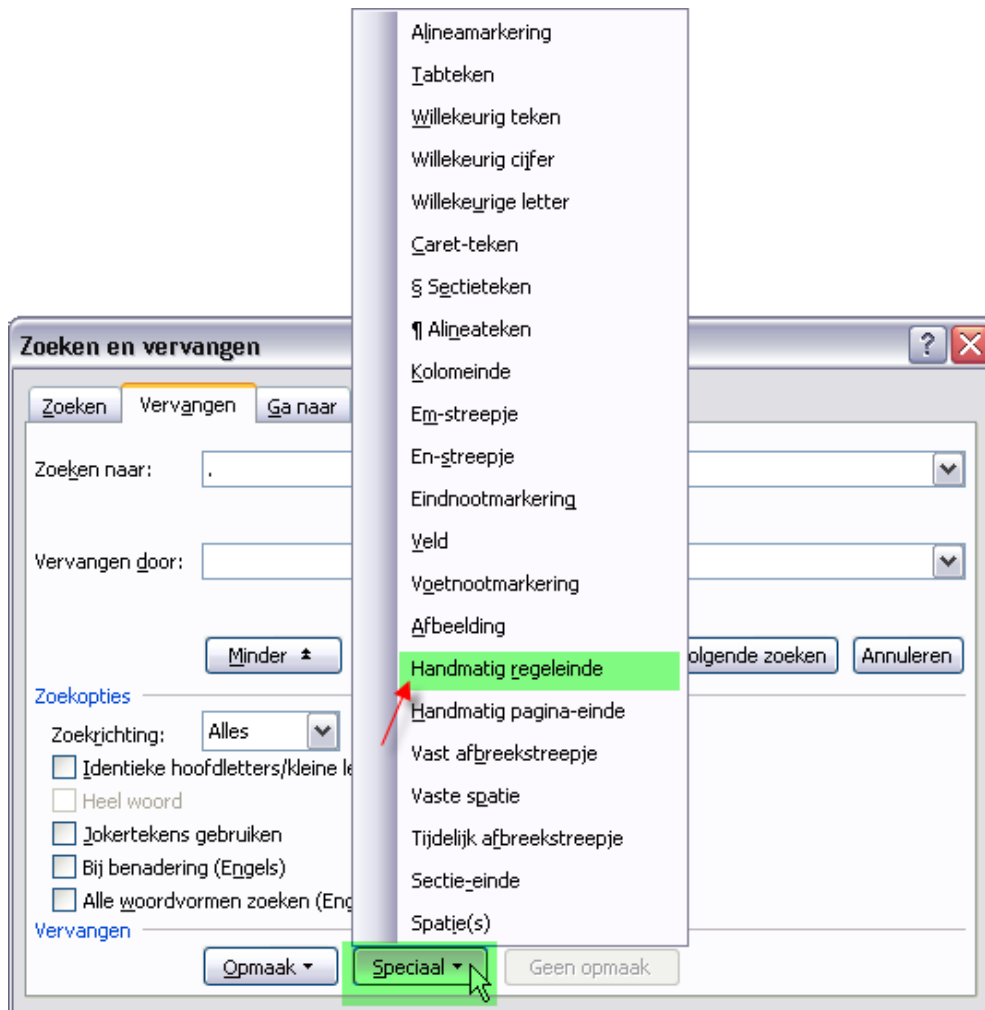 Alineamarkering
Tabteken
Willekeurig teken
Willekeurig cijfer
Willekeurige letter
Caret-teken
§ Sectieteken
¶ Alineateken
Kolomeinde
Em-streepje
En-streepje
Eindnootmarkering
Veld
Voetnootmarkering
Afbeelding
Handmatig regeleinde
Handmatig pagina-einde
Vast afbreekstreepje
Vaste spatie
Tijdelijk afbreekstreepje
Sectie-einde
Spatie(s)
Zoeken en vervangen
Zoeken Vervangen Ga naar
Zoeken naar: .
Vervangen door:
Minder olgende zoeken Annuleren
Zoekopties
Zoekrichting: Alles
Identieke hoofdletters/kleine le
Heel woord
Jokertekens gebruiken
Bij benadering (Engels)
Alle woordvormen zoeken (Eng
Vervangen
Opmaak Speciaal Geen opmaak